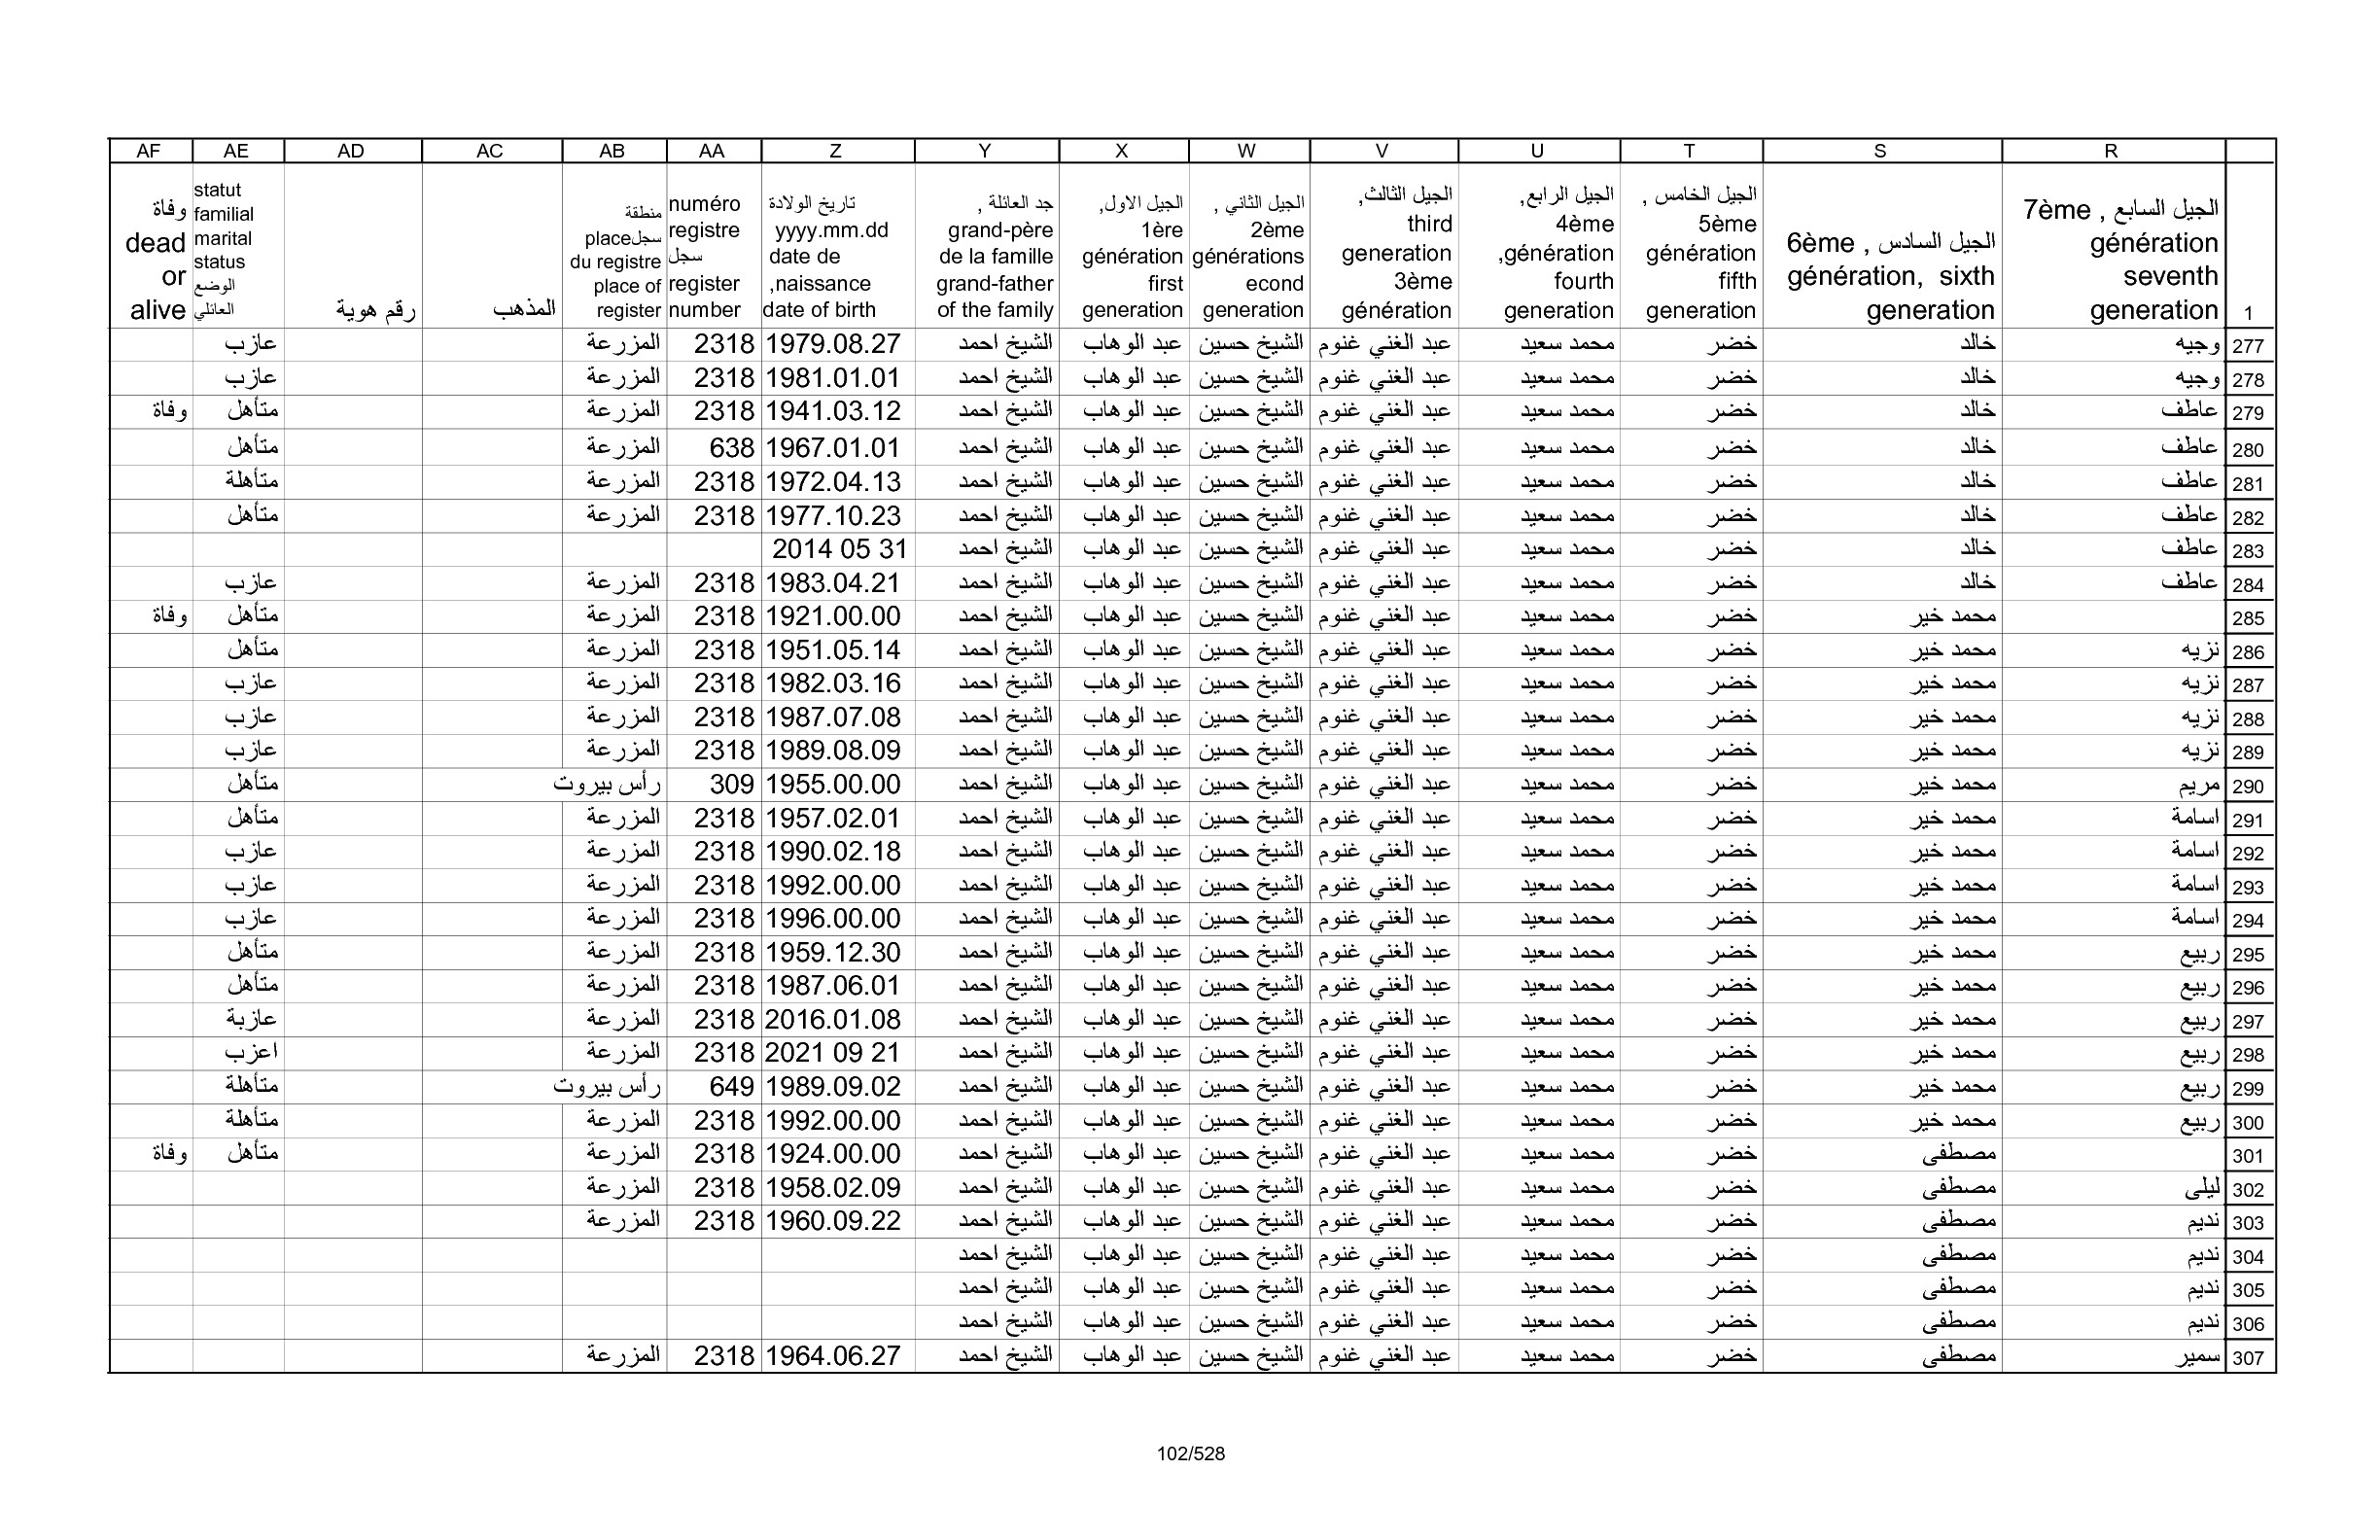 R S T U V W X Y Z AA AB AC AD AE AF
1
الجيل السابع , 7ème
génération
seventh
generation
الجيل السادس , 6ème
génération, sixth
generation
الجيل الخامس ,
5ème
génération
fifth
generation
الجيل الرابع,
4ème
génération,
fourth
generation
الجيل الثالث,
third
generation
3ème
génération
الجيل الثاني ,
2ème
générations
econd
generation
الجيل الاول,
1ère
génération
first
generation
جد العائلة ,
grand-père
de la famille
grand-father
of the family
تاريخ الولادة
yyyy.mm.dd
date de
naissance,
date of birth
numéro
registre
سجل
register
number
منطقة
سجلplace
du registre
place of
register
المذهب
رقم هوية
statut
familial
marital
status
الوضع
العائلي
وفاة
dead
or
alive
277 وجيه خالد خضر محمد سعيد عبد الغني غنوم الشيخ حسين عبد الوهاب الشيخ احمد 1979.08.27 2318 المزرعة عازب
278 وجيه خالد خضر محمد سعيد عبد الغني غنوم الشيخ حسين عبد الوهاب الشيخ احمد 1981.01.01 2318 المزرعة عازب
279 عاطف خالد خضر محمد سعيد عبد الغني غنوم الشيخ حسين عبد الوهاب الشيخ احمد 1941.03.12 2318 المزرعة متأهل وفاة
280 عاطف خالد خضر محمد سعيد عبد الغني غنوم الشيخ حسين عبد الوهاب الشيخ احمد 1967.01.01 638 المزرعة متأهل
281 عاطف خالد خضر محمد سعيد عبد الغني غنوم الشيخ حسين عبد الوهاب الشيخ احمد 1972.04.13 2318 المزرعة متأهلة
282 عاطف خالد خضر محمد سعيد عبد الغني غنوم الشيخ حسين عبد الوهاب الشيخ احمد 1977.10.23 2318 المزرعة متأهل
283 عاطف خالد خضر محمد سعيد عبد الغني غنوم الشيخ حسين عبد الوهاب الشيخ احمد 2014 05 31
284 عاطف خالد خضر محمد سعيد عبد الغني غنوم الشيخ حسين عبد الوهاب الشيخ احمد 1983.04.21 2318 المزرعة عازب
285 محمد خير خضر محمد سعيد عبد الغني غنوم الشيخ حسين عبد الوهاب الشيخ احمد 1921.00.00 2318 المزرعة متأهل وفاة
286 نزيه محمد خير خضر محمد سعيد عبد الغني غنوم الشيخ حسين عبد الوهاب الشيخ احمد 1951.05.14 2318 المزرعة متأهل
287 نزيه محمد خير خضر محمد سعيد عبد الغني غنوم الشيخ حسين عبد الوهاب الشيخ احمد 1982.03.16 2318 المزرعة عازب
288 نزيه محمد خير خضر محمد سعيد عبد الغني غنوم الشيخ حسين عبد الوهاب الشيخ احمد 1987.07.08 2318 المزرعة عازب
289 نزيه محمد خير خضر محمد سعيد عبد الغني غنوم الشيخ حسين عبد الوهاب الشيخ احمد 1989.08.09 2318 المزرعة عازب
290 مريم محمد خير خضر محمد سعيد عبد الغني غنوم الشيخ حسين عبد الوهاب الشيخ احمد 1955.00.00 309 رأس بيروت متأهل
291 اسامة محمد خير خضر محمد سعيد عبد الغني غنوم الشيخ حسين عبد الوهاب الشيخ احمد 1957.02.01 2318 المزرعة متأهل
292 اسامة محمد خير خضر محمد سعيد عبد الغني غنوم الشيخ حسين عبد الوهاب الشيخ احمد 1990.02.18 2318 المزرعة عازب
293 اسامة محمد خير خضر محمد سعيد عبد الغني غنوم الشيخ حسين عبد الوهاب الشيخ احمد 1992.00.00 2318 المزرعة عازب
294 اسامة محمد خير خضر محمد سعيد عبد الغني غنوم الشيخ حسين عبد الوهاب الشيخ احمد 1996.00.00 2318 المزرعة عازب
295 ربيع محمد خير خضر محمد سعيد عبد الغني غنوم الشيخ حسين عبد الوهاب الشيخ احمد 1959.12.30 2318 المزرعة متأهل
296 ربيع محمد خير خضر محمد سعيد عبد الغني غنوم الشيخ حسين عبد الوهاب الشيخ احمد 1987.06.01 2318 المزرعة متأهل
297 ربيع محمد خير خضر محمد سعيد عبد الغني غنوم الشيخ حسين عبد الوهاب الشيخ احمد 2016.01.08 2318 المزرعة عازبة
298 ربيع محمد خير خضر محمد سعيد عبد الغني غنوم الشيخ حسين عبد الوهاب الشيخ احمد 2021 09 21 2318 المزرعة اعزب
299 ربيع محمد خير خضر محمد سعيد عبد الغني غنوم الشيخ حسين عبد الوهاب الشيخ احمد 1989.09.02 649 رأس بيروت متأهلة
300 ربيع محمد خير خضر محمد سعيد عبد الغني غنوم الشيخ حسين عبد الوهاب الشيخ احمد 1992.00.00 2318 المزرعة متأهلة
301 مصطفى خضر محمد سعيد عبد الغني غنوم الشيخ حسين عبد الوهاب الشيخ احمد 1924.00.00 2318 المزرعة متأهل وفاة
302 ليلى مصطفى خضر محمد سعيد عبد الغني غنوم الشيخ حسين عبد الوهاب الشيخ احمد 1958.02.09 2318 المزرعة
303 نديم مصطفى خضر محمد سعيد عبد الغني غنوم الشيخ حسين عبد الوهاب الشيخ احمد 1960.09.22 2318 المزرعة
304 نديم مصطفى خضر محمد سعيد عبد الغني غنوم الشيخ حسين عبد الوهاب الشيخ احمد
305 نديم مصطفى خضر محمد سعيد عبد الغني غنوم الشيخ حسين عبد الوهاب الشيخ احمد
306 نديم مصطفى خضر محمد سعيد عبد الغني غنوم الشيخ حسين عبد الوهاب الشيخ احمد
307 سمير مصطفى خضر محمد سعيد عبد الغني غنوم الشيخ حسين عبد الوهاب الشيخ احمد 1964.06.27 2318 المزرعة
102/528